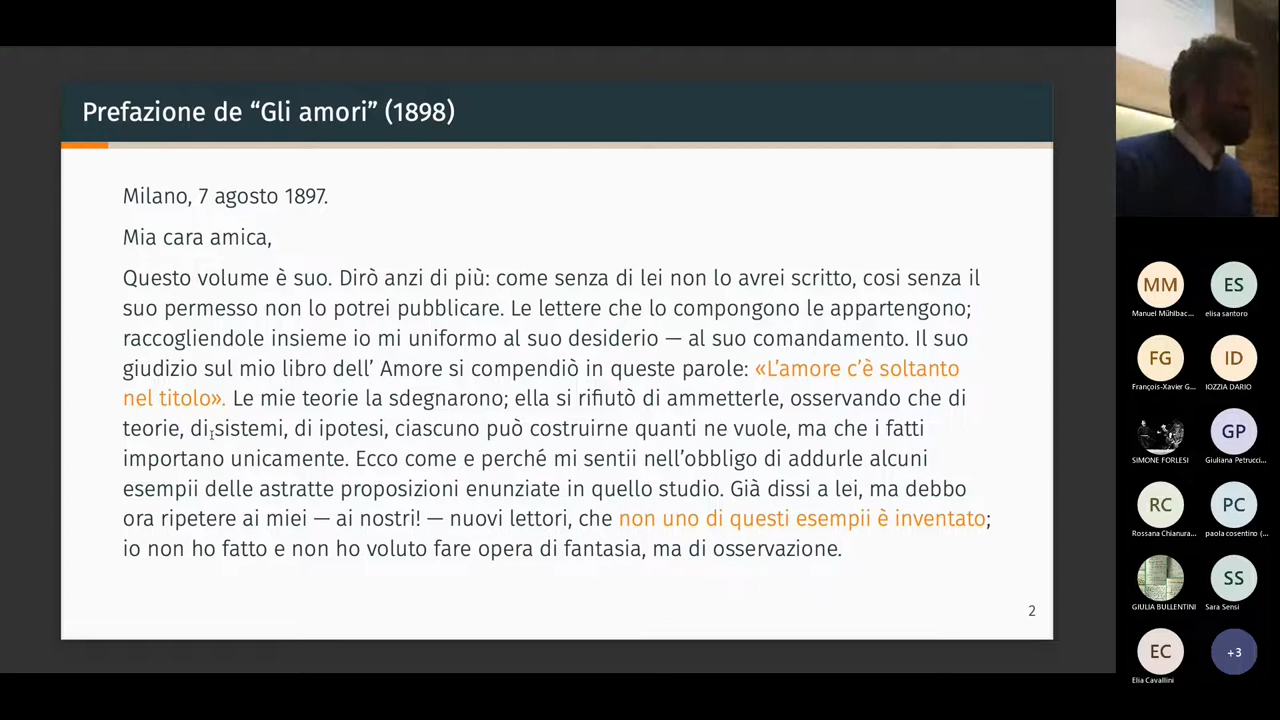 Prefazione de “Gli amori” (1898)
Milano, 7 agosto 1897.
Mia cara amica,
Questo volume è suo. Dirò anzi di più: come senza di lei non lo avrei scritto, cosi senza il
suo permesso non lo potrei pubblicare. Le lettere che lo compongono le appartengono;
raccogliendole insieme io mi uniformo al suo desiderio — al suo comandamento. Il suo
giudizio sul mio libro dell’ Amore si compendiò in queste parole: «L’amore c’è soltanto
nel titolo». Le mie teorie la sdegnarono; ella si rifiutò di ammetterle, osservando che di
teorie, di sistemi, di ipotesi, ciascuno può costruirne quanti ne vuole, ma che i fatti
importano unicamente. Ecco come e perché mi sentii nell’obbligo di addurle alcuni
esempii delle astratte proposizioni enunziate in quello studio. Già dissi a lei, ma debbo
ora ripetere ai miei — ai nostri! — nuovi lettori, che non uno di questi esempii è inventato;
io non ho fatto e non ho voluto fare opera di fantasia, ma di osservazione.
2
MM
Manuel Mühlbac...
ES
elisa santoro
FG
François-Xavier G...
ID
IOZZIA DARIO
SIMONE FORLESI
GP
Giuliana Petrucci...
RC
Rossana Chianura...
PC
paola cosentino (...
GIULIA BULLENTINI
SS
Sara Sensi
EC
Elia Cavallini
+3